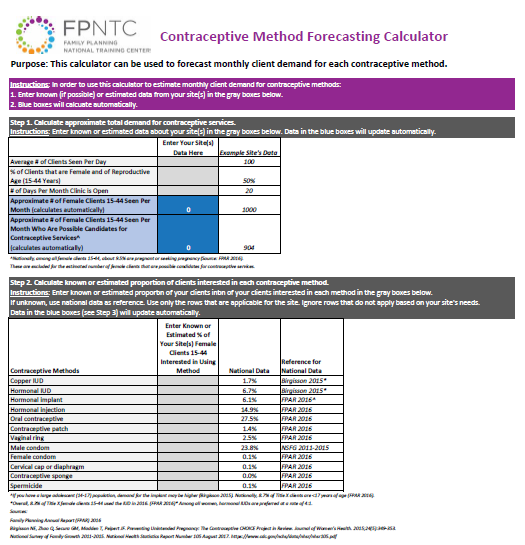 FPNTC
FAMILY PLANNING
NATIONAL TRAINING CENTER
Contraceptive Method Forecasting Calculator
Purpose: This calculator can be used to forecast monthly client demand for each contraceptive method.
Instructions: In order to use this calculator to estimate monthly client demand for contraceptive methods:
1. Enter known (if possible) or estimated data from your site(s) in the gray boxes below.
2. Blue boxes will calcuate automatically.
Step 1. Calculate approximate total demand for contraceptive services.
Instructions: Enter known or estimated data about your site(s) in the gray boxes below. Data in the blue boxes will update automatically.
Enter Your Site(s)
Data Here Example Site's Data
Average # of Clients Seen Per Day 100
% of Clients that are Female and of Reproductive
Age (15-44 Years) 50%
# of Days Per Month Clinic is Open 20
Approximate # of Female Clients 15-44 Seen Per
Month (calculates automatically) 0 1000
Approximate # of Female Clients 15-44 Seen Per
Month Who Are Possible Candidates for
Contraceptive Services^
(calculates automatically) 0 904
^Nationally, among all female clients 15-44, about 9.5% are pregnant or seeking pregnancy (Source: FPAR 2016).
These are excluded for the estimated number of female clients that are possible candidates for contraceptive services.
Step 2. Calculate known or estimated proportion of clients interested in each contraceptive method.
Instructions: Enter known or estimated proportion of your clients intin of your clients interested in each method in the gray boxes below.
If unknown, use national data as reference. Use only the rows that are applicable for the site. Ignore rows that do not apply based on your site's needs.
Data in the blue boxes (see Step 3) will update automatically.
Enter Known or
Estimated % of
Your Site(s) Female
Clients 15-44
Interested in Using
Method
Contraceptive Methods National Data Reference for
National Data
Copper IUD 1.7% Birgisson 2015*
Hormonal IUD 6.7% Birgisson 2015*
Hormonal implant 6.1% FPAR 2016^
Hormonal injection 14.9% FPAR 2016
Oral contraceptive 27.5% FPAR 2016
Contraceptive patch 1.4% FPAR 2016
Vaginal ring 2.5% FPAR 2016
Male condom 23.8% NSFG 2011-2015
Female condom 0.1% FPAR 2016
Cervical cap or diaphragm 0.1% FPAR 2016
Contraceptive sponge 0.0% FPAR 2016
Spermicide 0.1% FPAR 2016
^If you have a large adolescent (14-17) population, demand for the implant may be higher (Birgisson 2015). Nationally, 8.7% of Title X clients are <17 years of age (FPAR 2016).
*Overall, 8.3% of Title X female clients 15-44 used the IUD in 2016. (FPAR 2016)* Among all women, hormonal IUDs are preferred at a rate of 4:1.
Sources:
Family Planning Annual Report (FPAR) 2016
Birgisson NE, Zhao Q, Secura GM, Madden T, Peipert JF. Preventing Unintended Pregnancy: The Contraceptive CHOICE Project in Review. Journal of Women's Health. 2015;24(5):349-353.
National Survey of Family Growth 2011-2015. National Health Statistics Report Number 105 August 2017. https://www.cdc.gov/nchs/data/nhsr/nhsr105.pdf